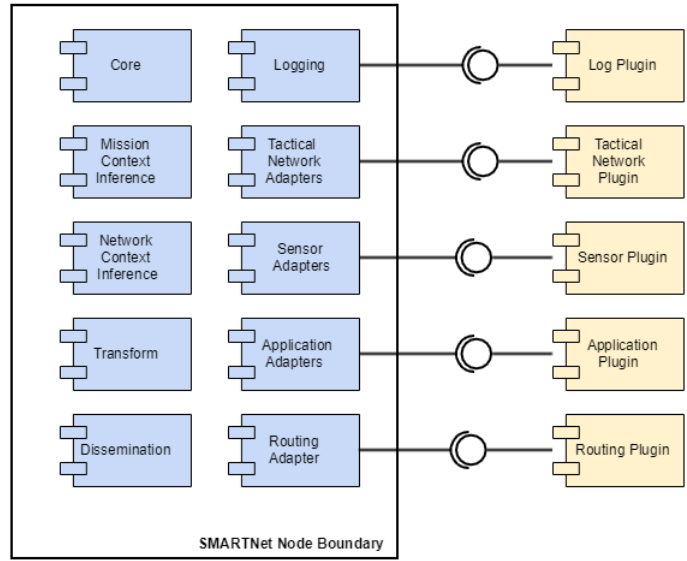 Core
Logging
Log Plugin
Mission
Context
Inference
Tactical
Network
Adapters
Tactical
Network
Plugin
Network
Context
Inference
Sensor
Adapters
Sensor Plugin
Transform
Application
Adapters
Application
Plugin
Dissemination
Routing
Adapter
Routing Plugin
SMARTNet Node Boundary